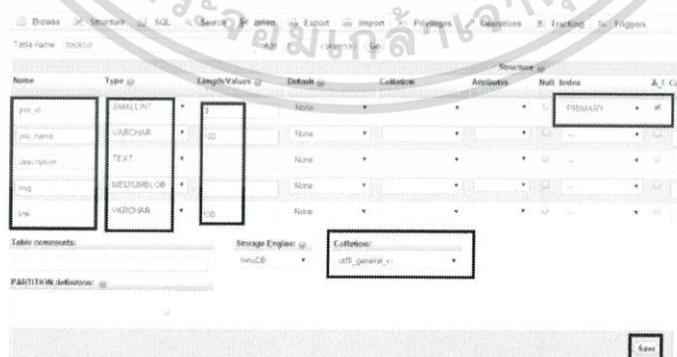 Browse Structure SQL Search Insert Export Import Privileges Operations Tracking Triggers
Table name Add column(s) Go
Structure
Name Type Length/Values Default Collation Attributes Null Index A_I
SMALLINT 3 None PRIMARY
pro_name VARCHAR 100 None ---
description TEXT None ---
img MEDIUMBLOB None ---
link VARCHAR 100 None ---
Table comments: Storage Engine: Collation:
InnoDB utf8_general_ci
PARTITION definition:
Save